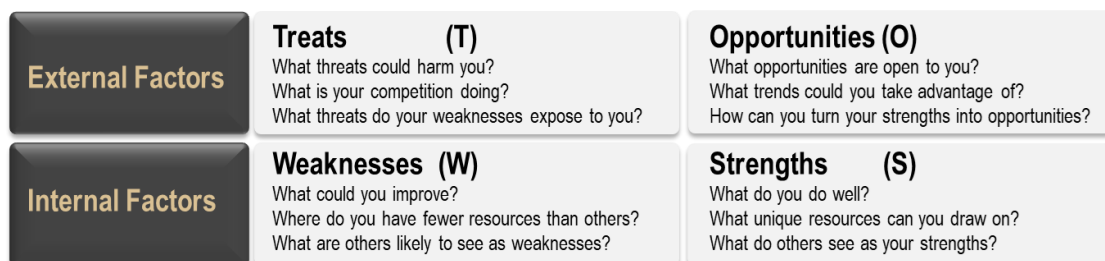 External Factors
Treats (T)
What threats could harm you?
What is your competition doing?
What threats do your weaknesses expose to you?
Opportunities (O)
What opportunities are open to you?
What trends could you take advantage of?
How can you turn your strengths into opportunities?
Internal Factors
Weaknesses (W)
What could you improve?
Where do you have fewer resources than others?
What are others likely to see as weaknesses?
Strengths (S)
What do you do well?
What unique resources can you draw on?
What do others see as your strengths?